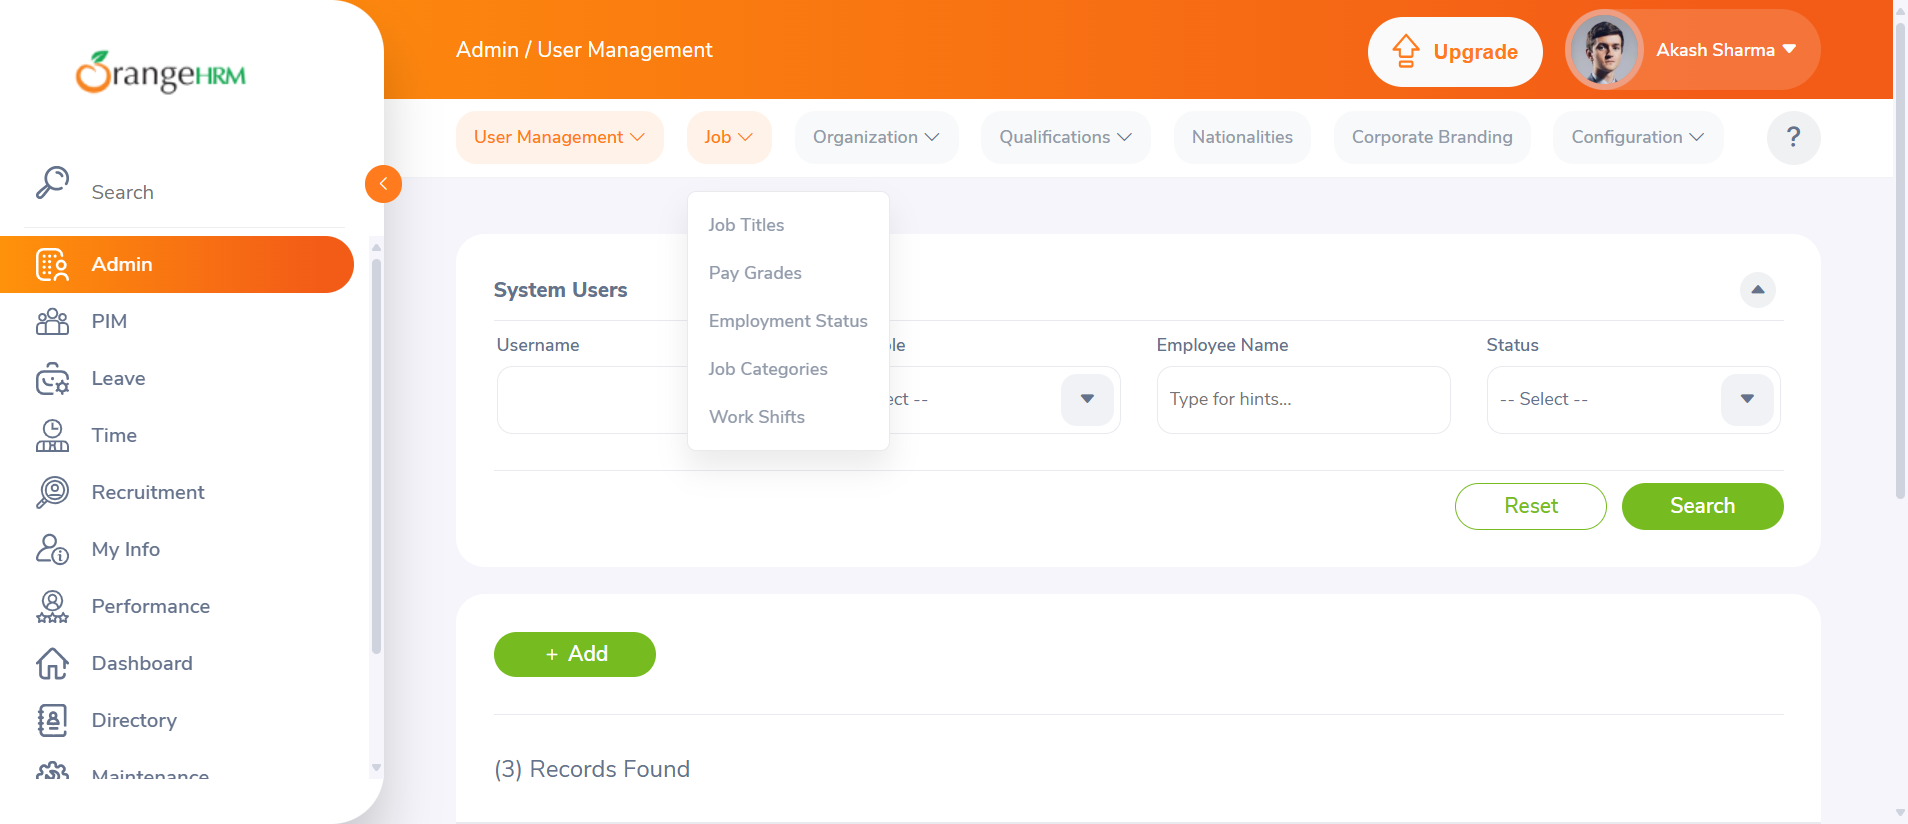 OrangeHRM
Admin / User Management
Upgrade
Akash Sharma
User Management
Job
Organization
Qualifications
Nationalities
Corporate Branding
Configuration
?
Search
Admin
PIM
Leave
Time
Recruitment
My Info
Performance
Dashboard
Directory
Maintenance
Job Titles
Pay Grades
Employment Status
Job Categories
Work Shifts
System Users
Username
le
Employee Name
Status
ect --
Type for hints...
-- Select --
Reset
Search
+ Add
(3) Records Found